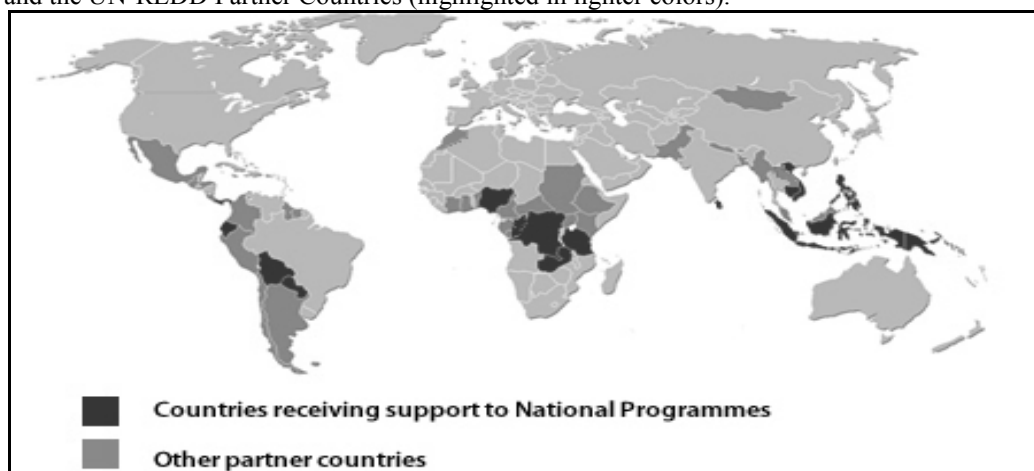 and the UN-REDD Partner Countries (highlighted in lighter colors).
Countries receiving support to National Programmes
Other partner countries